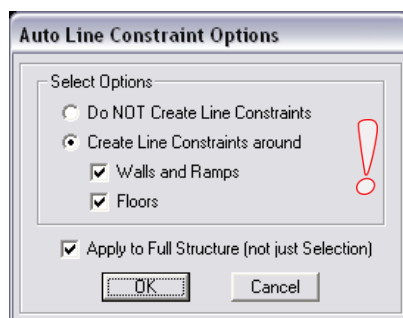 Auto Line Constraint Options
Select Options
Do NOT Create Line Constraints
Create Line Constraints around
Walls and Ramps
Floors
Apply to Full Structure (not just Selection)
OK
Cancel